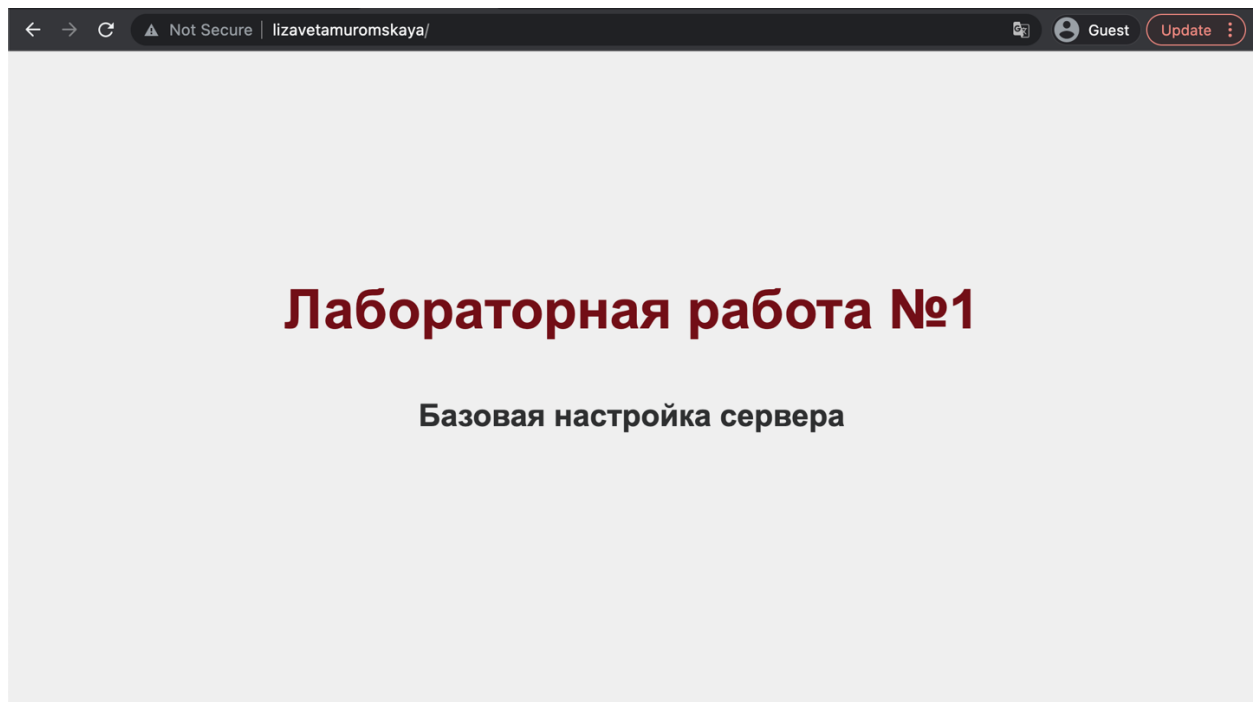 Not Secure lizavetamuromskaya/ Guest Update
Лабораторная работа №1
Базовая настройка сервера